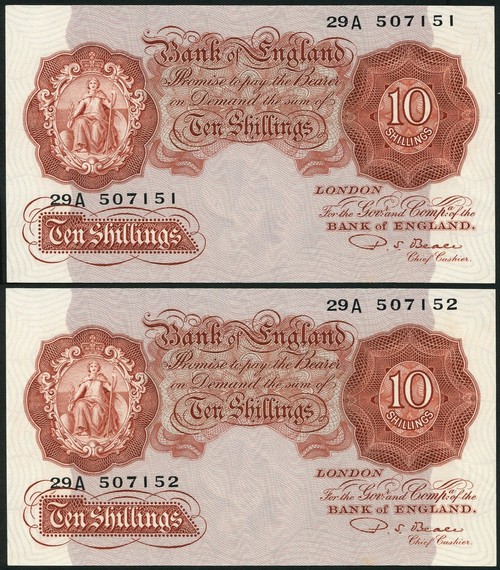 29A 507151
Bank of England
Promise to pay the Bearer
on Demand the sum of
Ten Shillings
10
SHILLINGS
LONDON
For the Govr. and Compa. of the
BANK OF ENGLAND.
P. S. Beale
Chief Cashier.
29A 507151
Ten Shillings
29A 507152
Bank of England
Promise to pay the Bearer
on Demand the sum of
Ten Shillings
10
SHILLINGS
LONDON
For the Govr. and Compa. of the
BANK OF ENGLAND.
P. S. Beale
Chief Cashier.
29A 507152
Ten Shillings